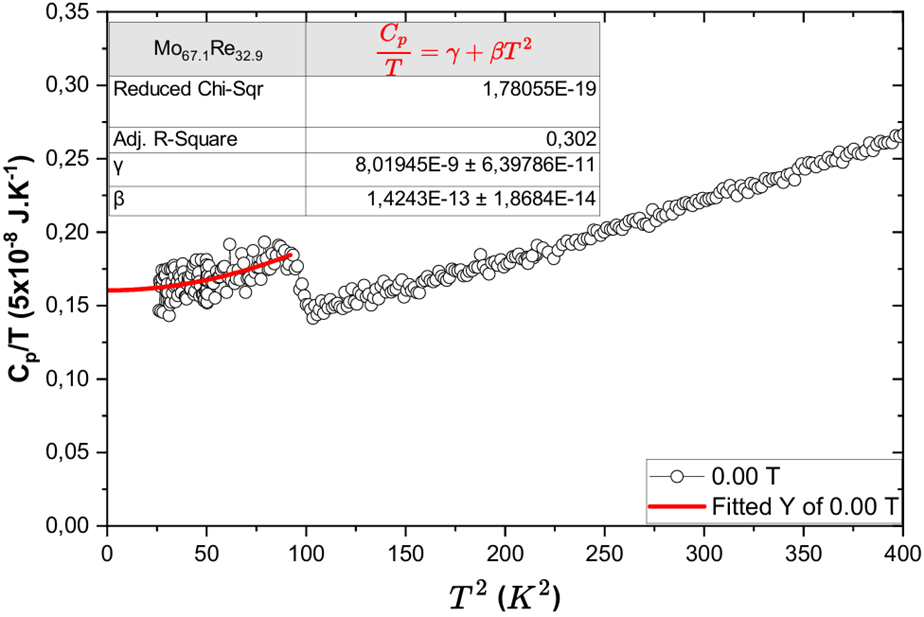 0,35
0,30
0,25
0,20
0,15
0,10
0,05
0,00
Cp/T (5x10-8 J.K-1)
Mo67.1Re32.9 Cp/T = γ + βT2
Reduced Chi-Sqr 1,78055E-19
Adj. R-Square 0,302
γ 8,01945E-9 ± 6,39786E-11
β 1,4243E-13 ± 1,8684E-14
0.00 T
Fitted Y of 0.00 T
0 50 100 150 200 250 300 350 400
T2 (K2)